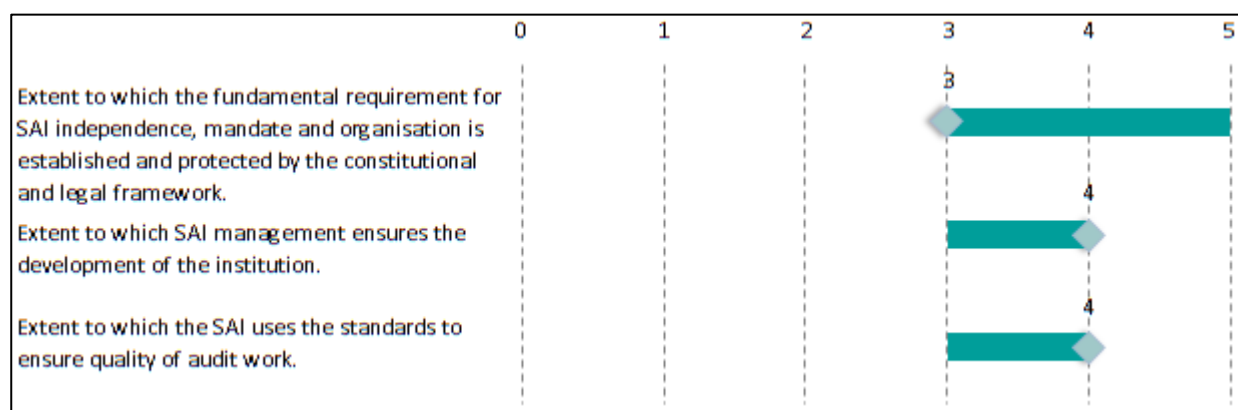 0 1 2 3 4 5
3
Extent to which the fundamental requirement for
SAI independence, mandate and organisation is
established and protected by the constitutional
and legal framework.
4
Extent to which SAI management ensures the
development of the institution.
4
Extent to which the SAI uses the standards to
ensure quality of audit work.